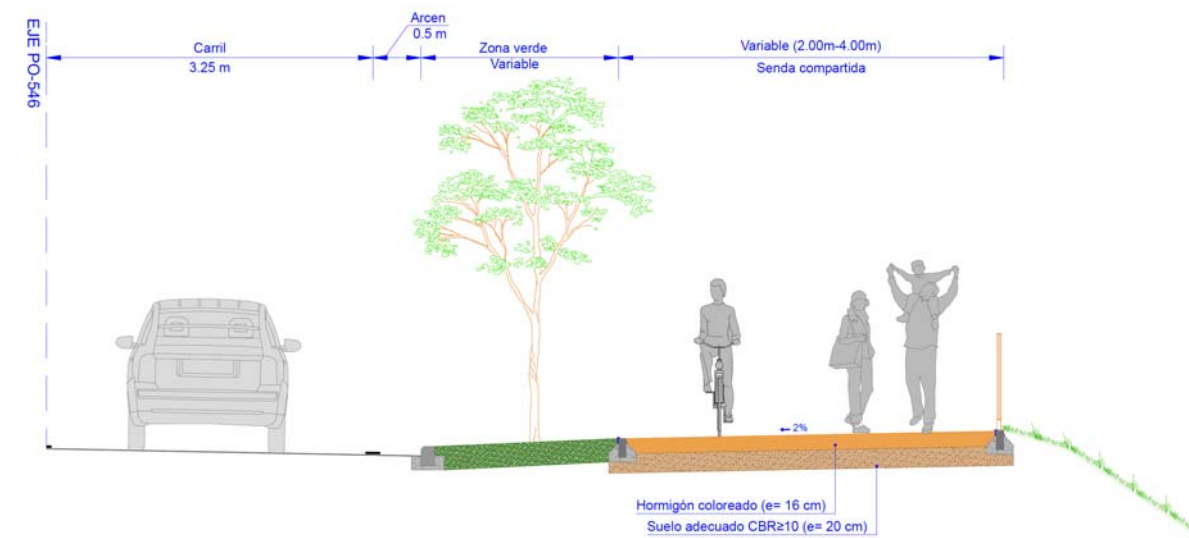 EJE PO-546
Carril
3.25 m
Arcen
0.5 m
Zona verde
Variable
Variable (2.00m-4.00m)
Senda compartida
← 2%
Hormigón coloreado (e= 16 cm)
Suelo adecuado CBR≥10 (e= 20 cm)